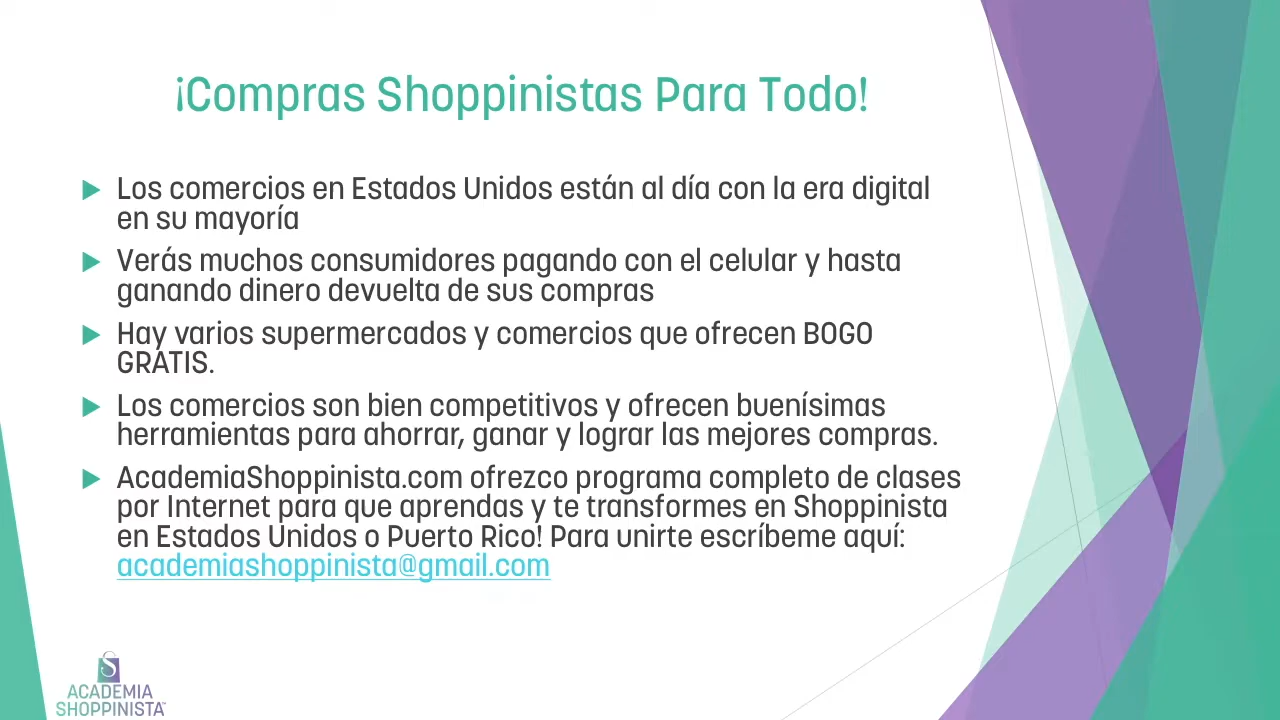 ¡Compras Shoppinistas Para Todo!
Los comercios en Estados Unidos están al día con la era digital
en su mayoría
Verás muchos consumidores pagando con el celular y hasta
ganando dinero devuelta de sus compras
Hay varios supermercados y comercios que ofrecen BOGO
GRATIS.
Los comercios son bien competitivos y ofrecen buenísimas
herramientas para ahorrar, ganar y lograr las mejores compras.
AcademiaShoppinista.com ofrezco programa completo de clases
por Internet para que aprendas y te transformes en Shoppinista
en Estados Unidos o Puerto Rico! Para unirte escríbeme aquí:
academiashoppinista@gmail.com
ACADEMIA
SHOPPINISTA™